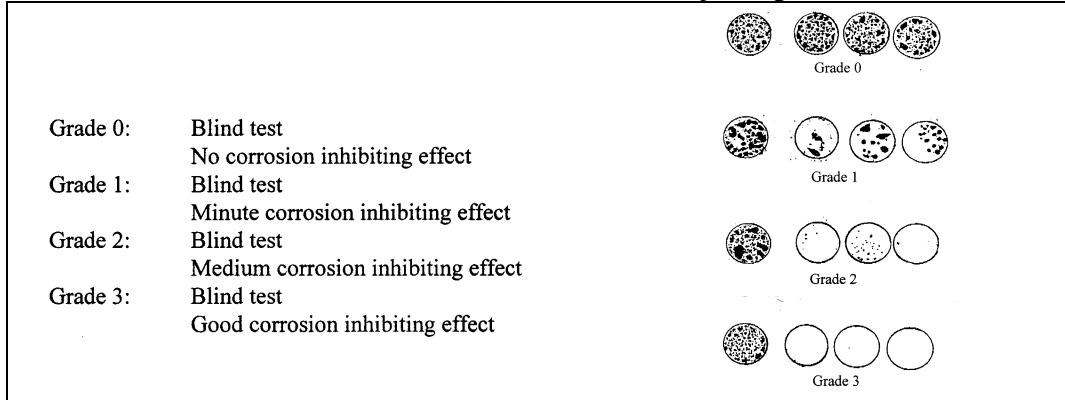 Grade 0: Blind test
No corrosion inhibiting effect
Grade 1: Blind test
Minute corrosion inhibiting effect
Grade 2: Blind test
Medium corrosion inhibiting effect
Grade 3: Blind test
Good corrosion inhibiting effect
Grade 0
Grade 1
Grade 2
Grade 3